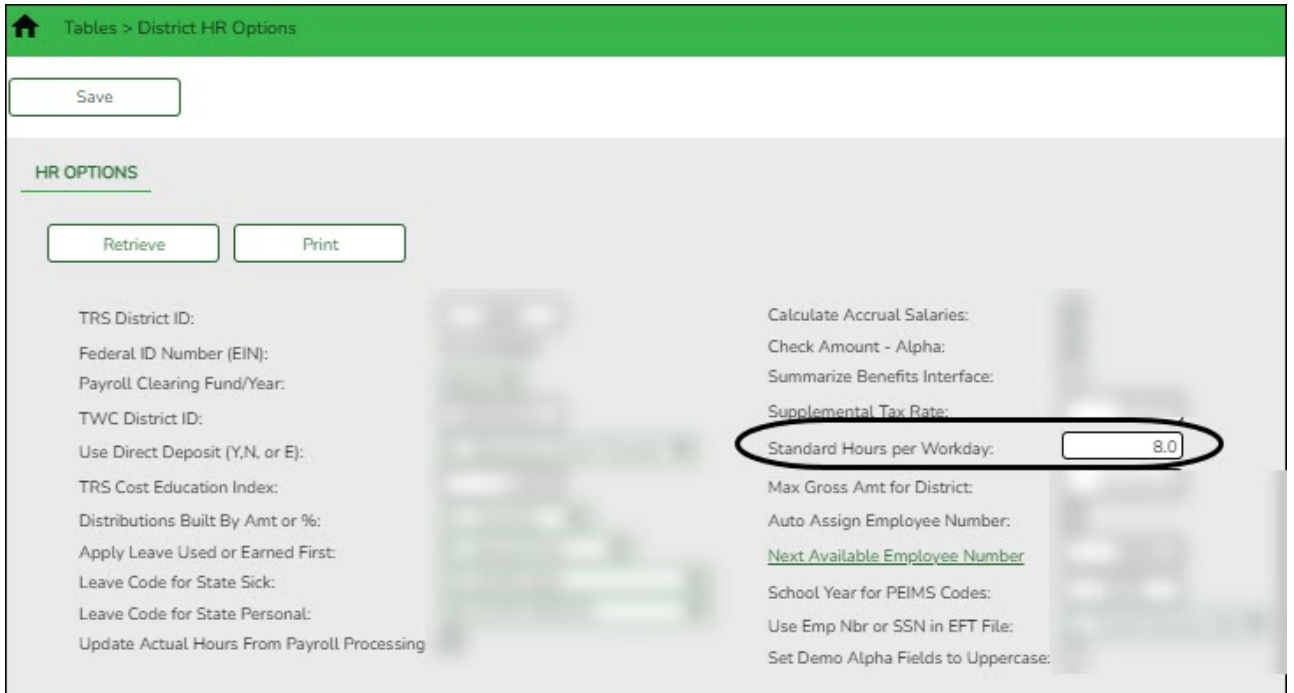 Tables > District HR Options
Save
HR OPTIONS
Retrieve Print
TRS District ID:
Federal ID Number (EIN):
Payroll Clearing Fund/Year:
TWC District ID:
Use Direct Deposit (Y,N, or E):
TRS Cost Education Index:
Distributions Built By Amt or %:
Apply Leave Used or Earned First:
Leave Code for State Sick:
Leave Code for State Personal:
Update Actual Hours From Payroll Processing
Calculate Accrual Salaries:
Check Amount - Alpha:
Summarize Benefits Interface:
Supplemental Tax Rate:
Standard Hours per Workday: 8.0
Max Gross Amt for District:
Auto Assign Employee Number:
Next Available Employee Number
School Year for PEIMS Codes:
Use Emp Nbr or SSN in EFT File:
Set Demo Alpha Fields to Uppercase: